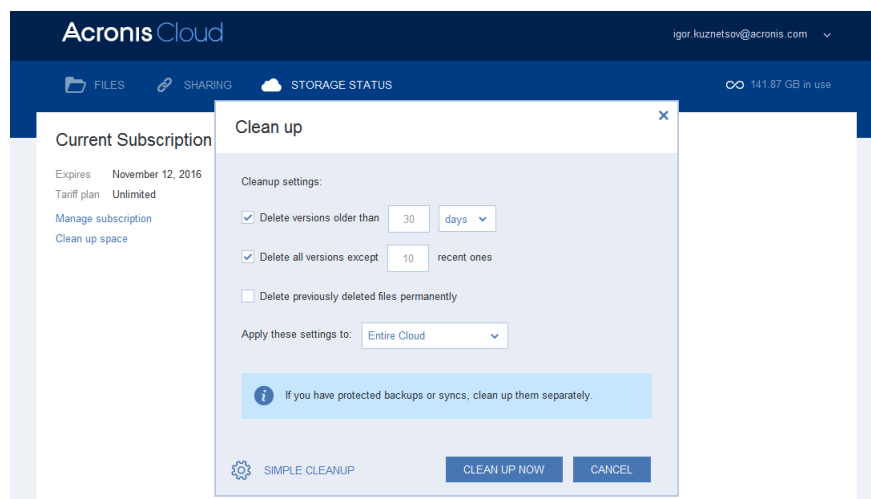 Acronis Cloud
igor.kuznetsov@acronis.com
FILES
SHARING
STORAGE STATUS
141.87 GB in use
Current Subscription
Expires November 12, 2016
Tariff plan Unlimited
Manage subscription
Clean up space
Clean up
Cleanup settings:
Delete versions older than 30 days
Delete all versions except 10 recent ones
Delete previously deleted files permanently
Apply these settings to: Entire Cloud
If you have protected backups or syncs, clean up them separately.
SIMPLE CLEANUP
CLEAN UP NOW
CANCEL